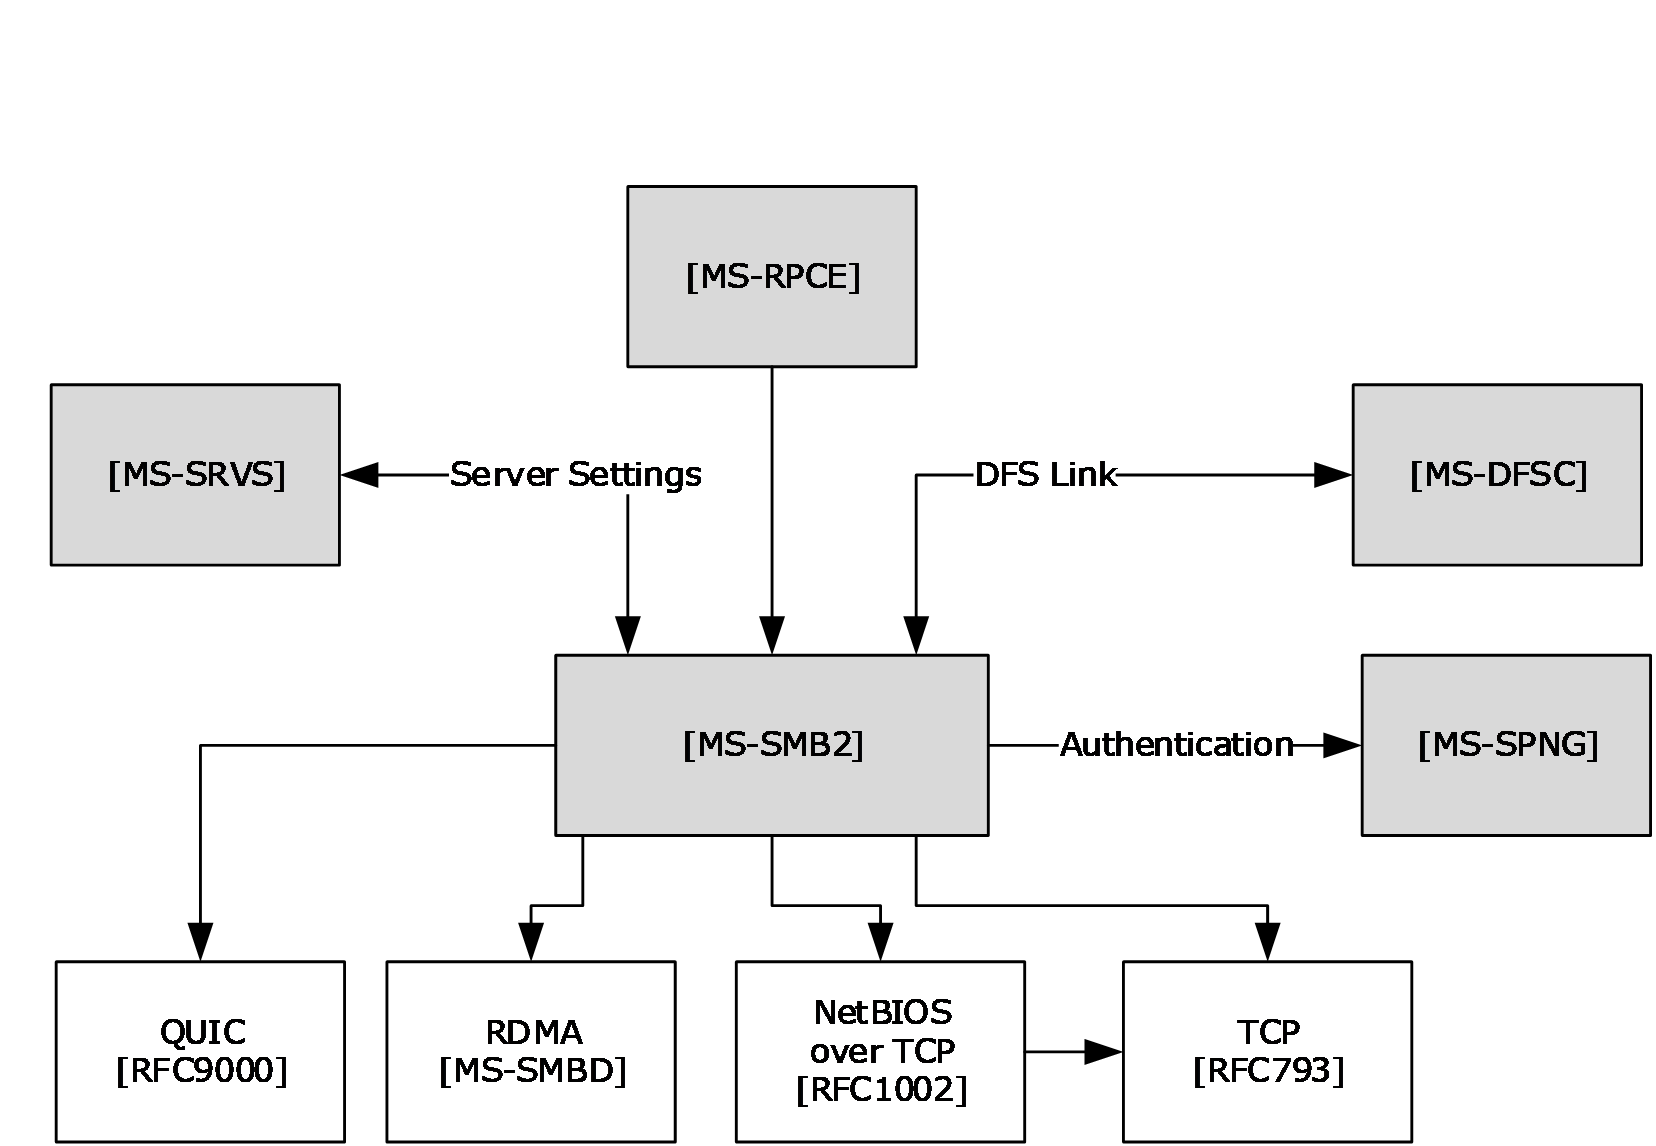 [MS-RPCE]
[MS-SRVS]
Server Settings
DFS Link
[MS-DFSC]
[MS-SMB2]
Authentication
[MS-SPNG]
QUIC
[RFC9000]
RDMA
[MS-SMBD]
NetBIOS
over TCP
[RFC1002]
TCP
[RFC793]